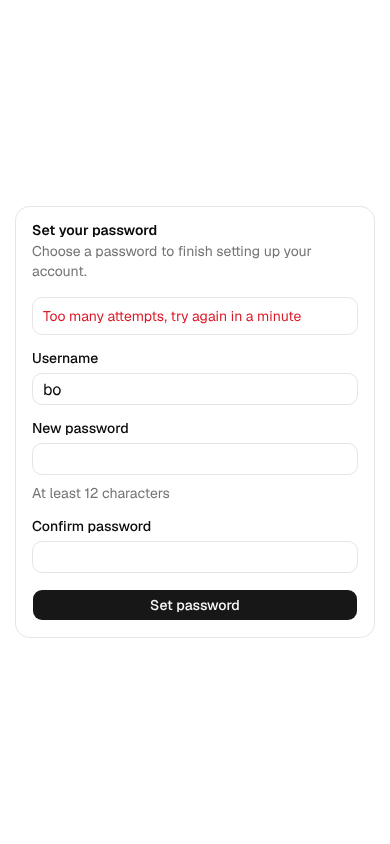 Set your password
Choose a password to finish setting up your
account.
Too many attempts, try again in a minute
Username
bo
New password
At least 12 characters
Confirm password
Set password